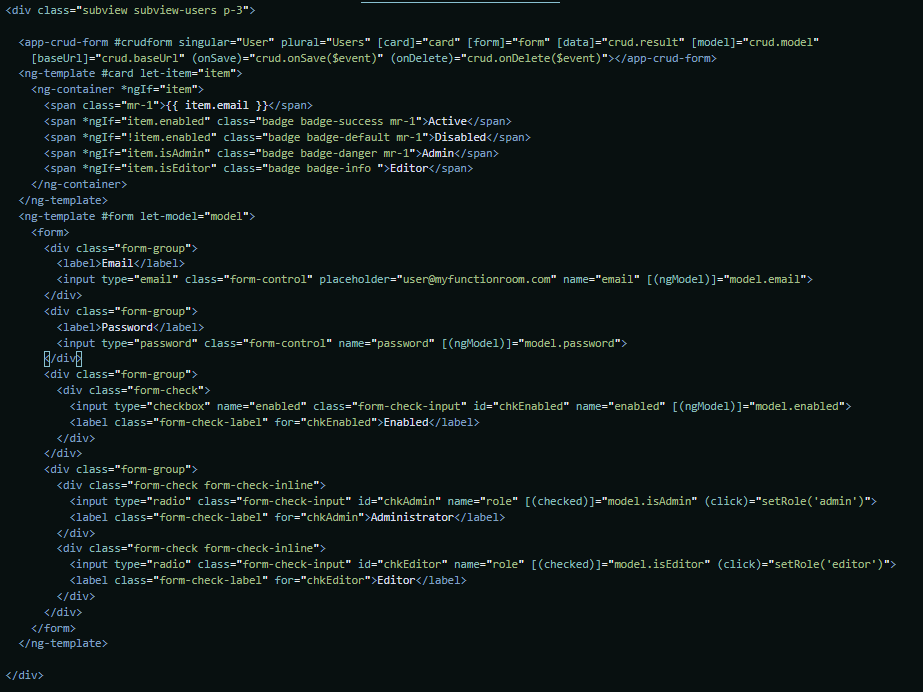 <div class="subview subview-users p-3">
<app-crud-form #crudform singular="User" plural="Users" [card]="card" [form]="form" [data]="crud.result" [model]="crud.model"
[baseUrl]="crud.baseUrl" (onSave)="crud.onSave($event)" (onDelete)="crud.onDelete($event)"></app-crud-form>
<ng-template #card let-item="item">
<ng-container *ngIf="item">
<span class="mr-1">{{ item.email }}</span>
<span *ngIf="item.enabled" class="badge badge-success mr-1">Active</span>
<span *ngIf="!item.enabled" class="badge badge-default mr-1">Disabled</span>
<span *ngIf="item.isAdmin" class="badge badge-danger mr-1">Admin</span>
<span *ngIf="item.isEditor" class="badge badge-info ">Editor</span>
</ng-container>
</ng-template>
<ng-template #form let-model="model">
<form>
<div class="form-group">
<label>Email</label>
<input type="email" class="form-control" placeholder="user@myfunctionroom.com" name="email" [(ngModel)]="model.email">
</div>
<div class="form-group">
<label>Password</label>
<input type="password" class="form-control" name="password" [(ngModel)]="model.password">
</div>
<div class="form-group">
<div class="form-check">
<input type="checkbox" name="enabled" class="form-check-input" id="chkEnabled" name="enabled" [(ngModel)]="model.enabled">
<label class="form-check-label" for="chkEnabled">Enabled</label>
</div>
</div>
<div class="form-group">
<div class="form-check form-check-inline">
<input type="radio" class="form-check-input" id="chkAdmin" name="role" [(checked)]="model.isAdmin" (click)="setRole('admin')">
<label class="form-check-label" for="chkAdmin">Administrator</label>
</div>
<div class="form-check form-check-inline">
<input type="radio" class="form-check-input" id="chkEditor" name="role" [(checked)]="model.isEditor" (click)="setRole('editor')">
<label class="form-check-label" for="chkEditor">Editor</label>
</div>
</div>
</form>
</ng-template>
</div>